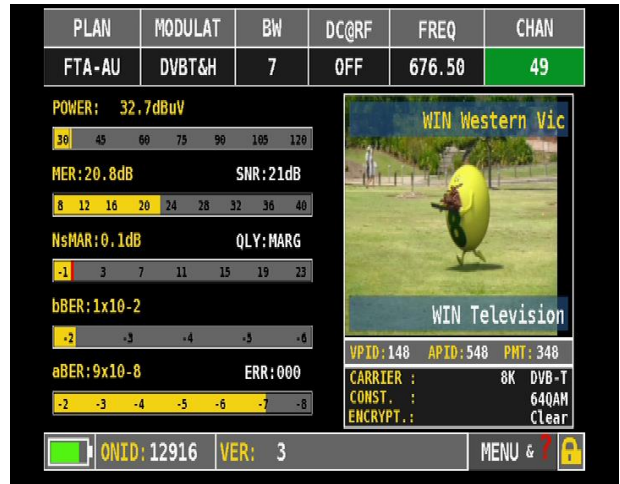 PLAN MODULAT BW DC@RF FREQ CHAN
FTA-AU DVBT&H 7 OFF 676.50 49
POWER: 32.7dBuV
30 45 60 75 90 105 120
MER:20.8dB SNR:21dB
8 12 16 20 24 28 32 36 40
NsMAR:0.1dB QLY:MARG
-1 3 7 11 15 19 23
bBER:1x10-2
-2 -3 -4 -5 -6
aBER:9x10-8 ERR:000
-2 -3 -4 -5 -6 -7 -8
WIN Western Vic
WIN Television
VPID:148 APID:548 PMT:348
CARRIER : 8K DVB-T
CONST. : 64QAM
ENCRYPT.: Clear
ONID:12916 VER: 3 MENU & ?